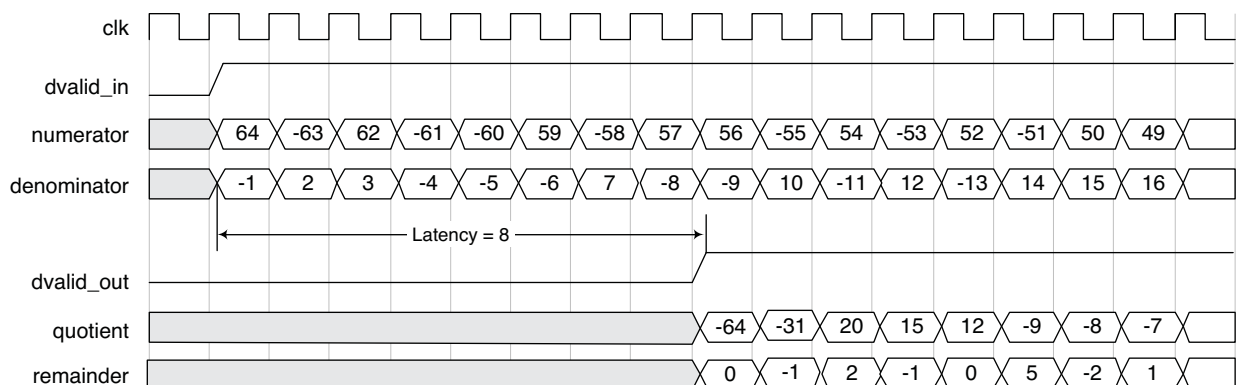 clk
dvalid_in
numerator 64 -63 62 -61 -60 59 -58 57 56 -55 54 -53 52 -51 50 49
denominator -1 2 3 -4 -5 -6 7 -8 -9 10 -11 12 -13 14 15 16
Latency = 8
dvalid_out
quotient -64 -31 20 15 12 -9 -8 -7
remainder 0 -1 2 -1 0 5 -2 1